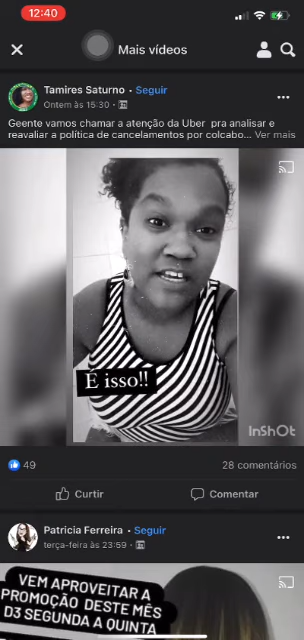 12:40
Mais vídeos
Tamires Saturno • Seguir
Ontem às 15:30 •
Geente vamos chamar a atenção da Uber pra analisar e
reavaliar a política de cancelamentos por colcabo... Ver mais
E isso!!
InShOt
49
28 comentários
Curtir
Comentar
Patricia Ferreira • Seguir
terça-feira às 23:59 •
VEM APROVEITAR A
PROMOÇÃO DESTE MÊS
D3 SEGUNDA A QUINTA